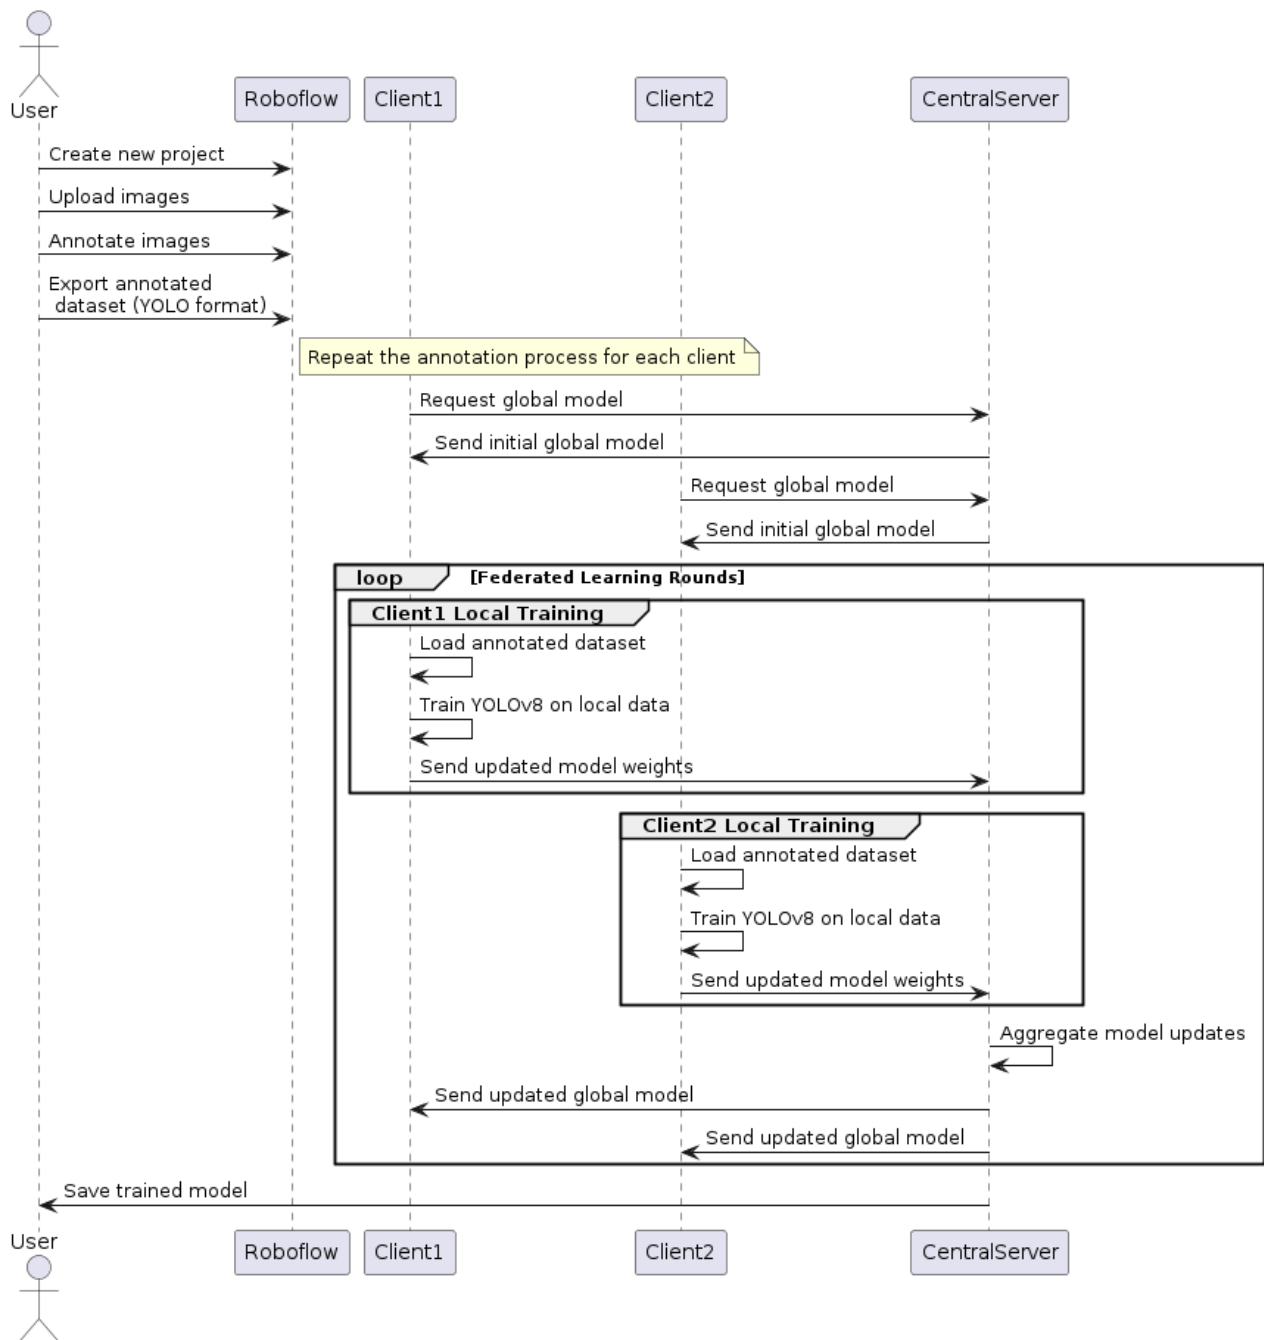 User
Roboflow
Client1
Client2
CentralServer
Create new project
Upload images
Annotate images
Export annotated
dataset (YOLO format)
Repeat the annotation process for each client
Request global model
Send initial global model
Request global model
Send initial global model
loop
[Federated Learning Rounds]
Client1 Local Training
Load annotated dataset
Train YOLOv8 on local data
Send updated model weights
Client2 Local Training
Load annotated dataset
Train YOLOv8 on local data
Send updated model weights
Aggregate model updates
Send updated global model
Send updated global model
Save trained model
User
Roboflow
Client1
Client2
CentralServer